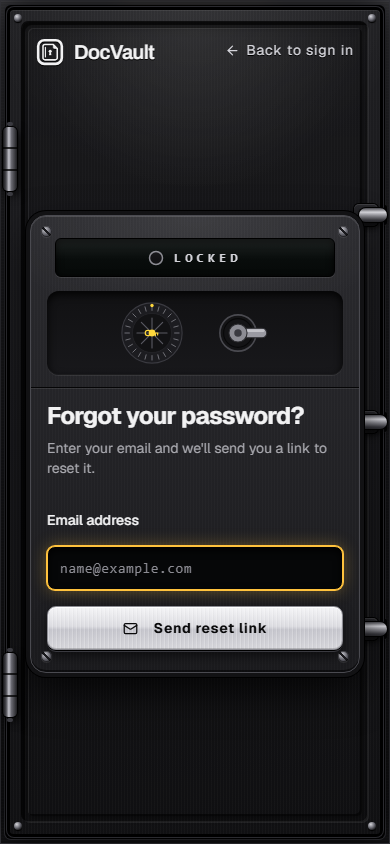 DocVault
← Back to sign in
LOCKED
Forgot your password?
Enter your email and we'll send you a link to
reset it.
Email address
name@example.com
Send reset link